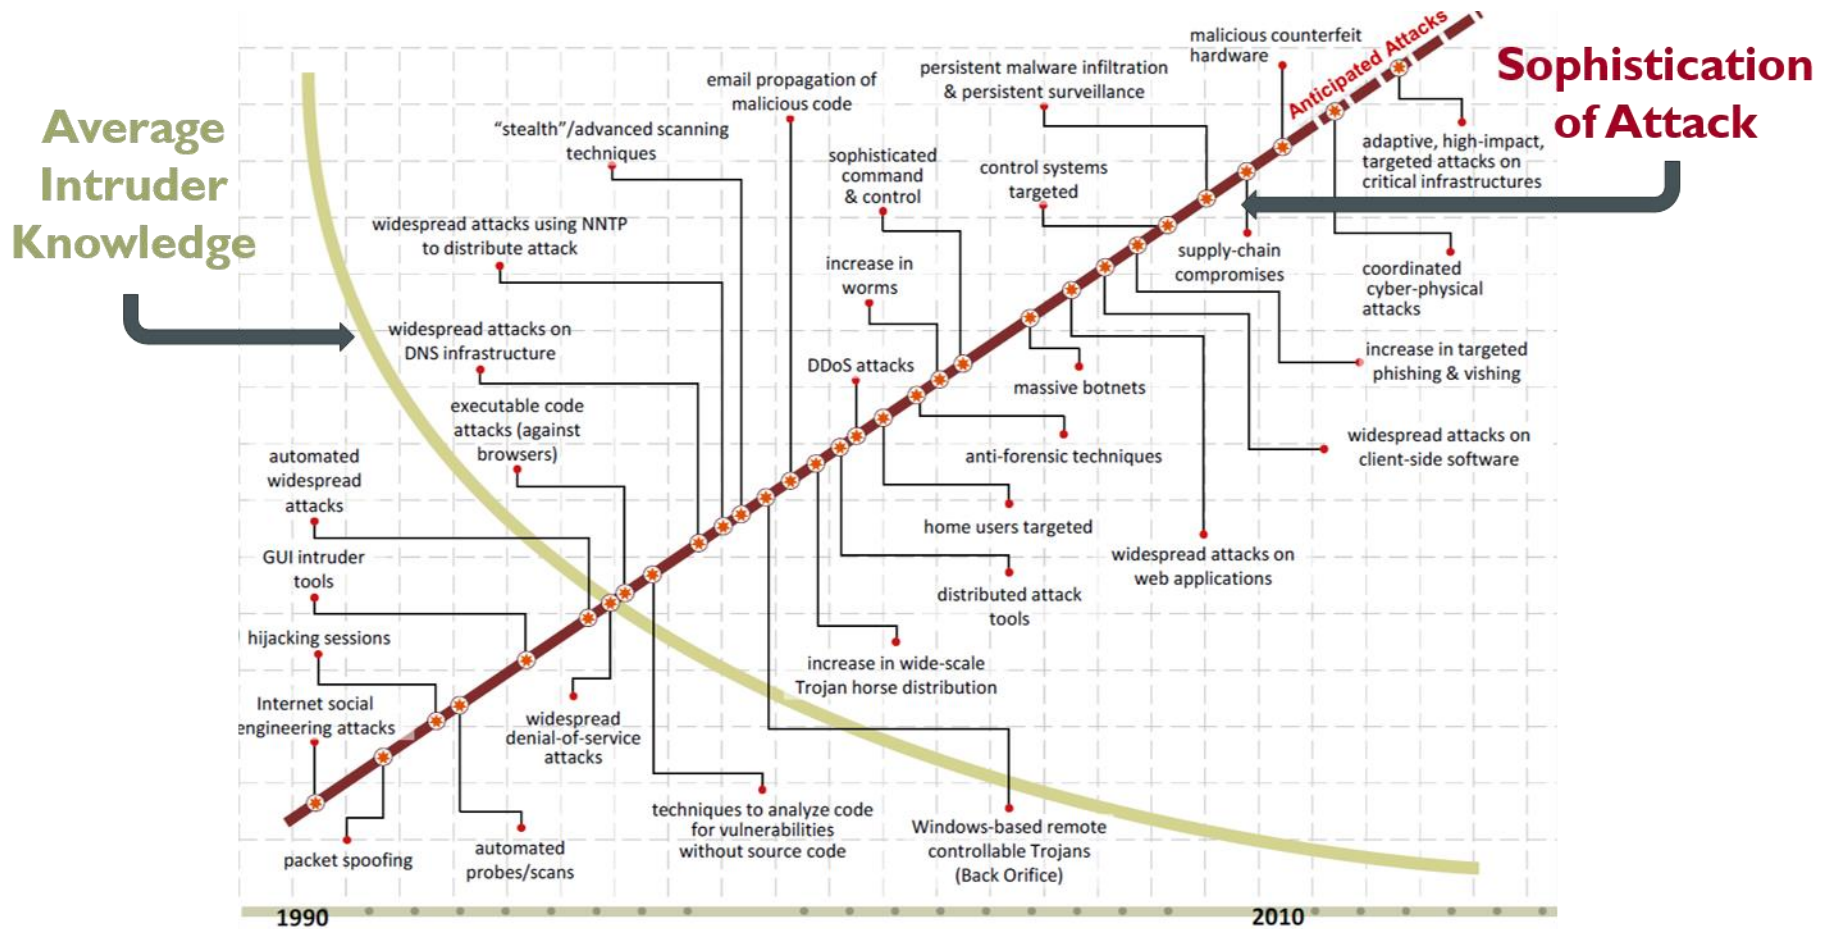 Average
Intruder
Knowledge
Sophistication
of Attack
Anticipated Attacks
malicious counterfeit
hardware
persistent malware infiltration
& persistent surveillance
email propagation of
malicious code
"stealth"/advanced scanning
techniques
sophisticated
command
& control
control systems
targeted
adaptive, high-impact,
targeted attacks on
critical infrastructures
widespread attacks using NNTP
to distribute attack
increase in
worms
supply-chain
compromises
coordinated
cyber-physical
attacks
widespread attacks on
DNS infrastructure
DDoS attacks
massive botnets
increase in targeted
phishing & vishing
executable code
attacks (against
browsers)
anti-forensic techniques
widespread attacks on
client-side software
automated
widespread
attacks
home users targeted
widespread attacks on
web applications
GUI intruder
tools
distributed attack
tools
hijacking sessions
increase in wide-scale
Trojan horse distribution
Internet social
engineering attacks
widespread
denial-of-service
attacks
techniques to analyze code
for vulnerabilities
without source code
Windows-based remote
controllable Trojans
(Back Orifice)
packet spoofing
automated
probes/scans
1990
2010